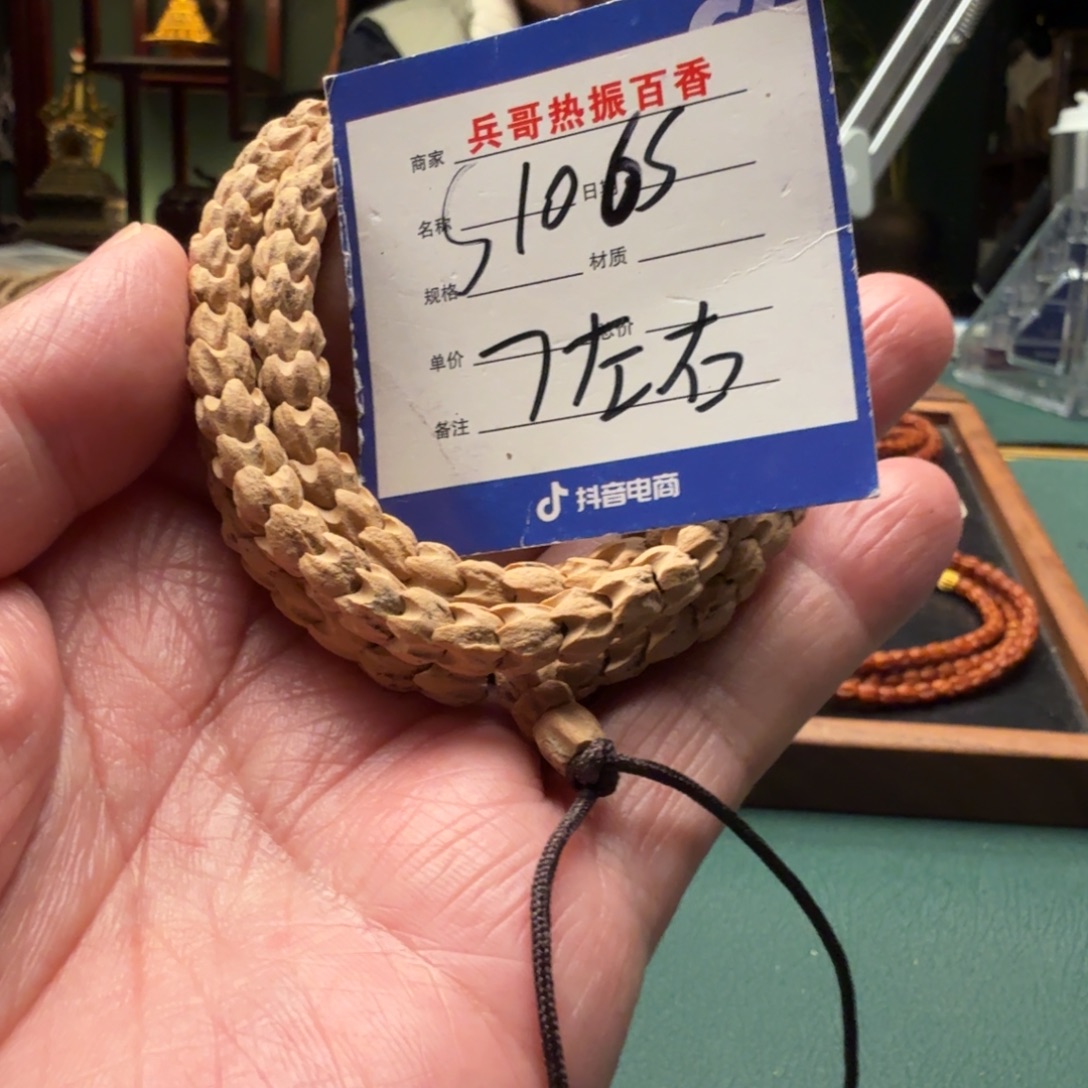 商家 兵哥热振百香
名称 S1065 日期
规格 材质
单价 总价
7左右
备注
抖音电商